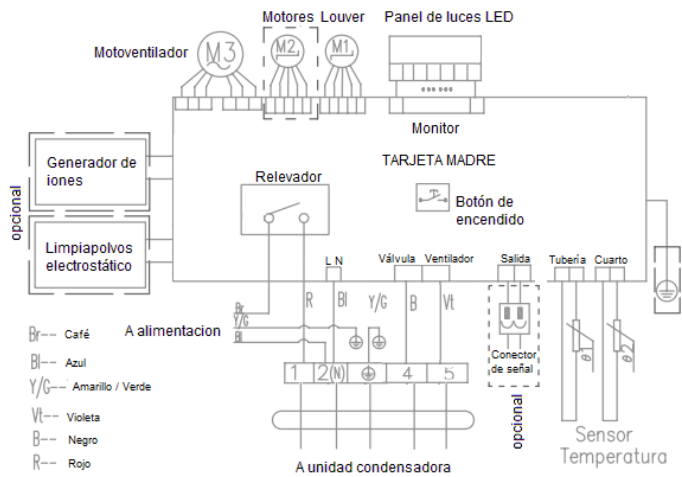 Motores Louver
Panel de luces LED
Motoventilador
M3
M2
M1
Monitor
TARJETA MADRE
Generador de
iones
opcional
Limpiapolvos
electrostático
Relevador
Botón de
encendido
L N
Válvula
Ventilador
Salida
Tubería
Cuarto
Br
Y/G
Bl
R
Bl
Y/G
B
Vt
A alimentacion
1
2(N)
4
5
Conector
de señal
opcional
θ1
θ2
Sensor
Temperatura
A unidad condensadora
Br-- Café
Bl-- Azul
Y/G-- Amarillo / Verde
Vt-- Violeta
B-- Negro
R-- Rojo